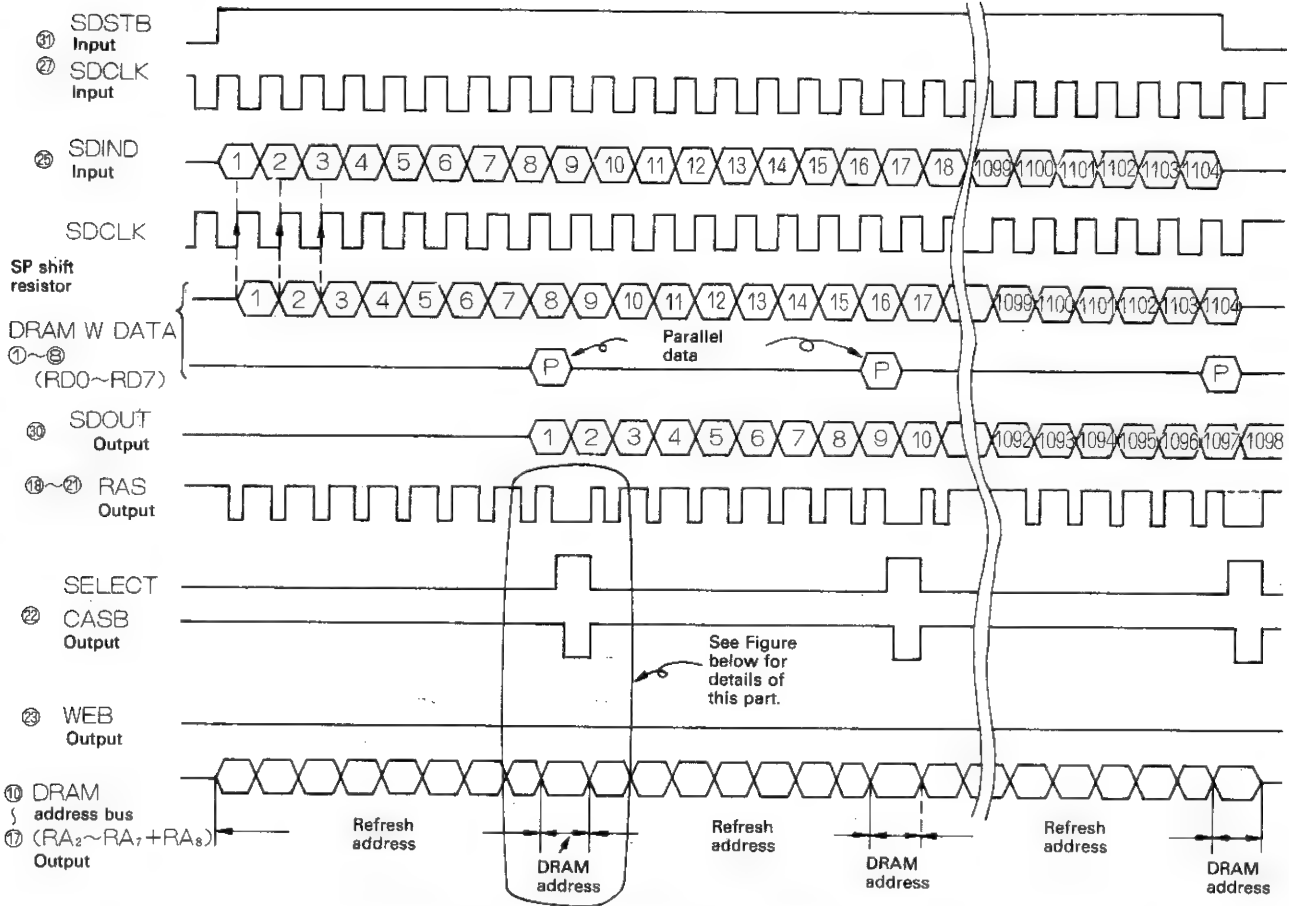 SDSTB
㉛ Input
㉗ SDCLK
Input
㉕ SDIND
Input
1 2 3 4 5 6 7 8 9 10 11 12 13 14 15 16 17 18 1099 1100 1101 1102 1103 1104
SDCLK
SP shift
resistor
1 2 3 4 5 6 7 8 9 10 11 12 13 14 15 16 17 1099 1100 1101 1102 1103 1104
DRAM W DATA
①~⑧
(RD0~RD7)
Parallel
data
P P P
㉚ SDOUT
Output
1 2 3 4 5 6 7 8 9 10 1092 1093 1094 1095 1096 1097 1098
⑱~㉑ RAS
Output
SELECT
㉒ CASB
Output
See Figure
below for
details of
this part.
㉓ WEB
Output
⑩ DRAM
~ address bus
⑰ (RA₂~RA₇+RA₈)
Output
Refresh
address
DRAM
address
Refresh
address
DRAM
address
Refresh
address
DRAM
address